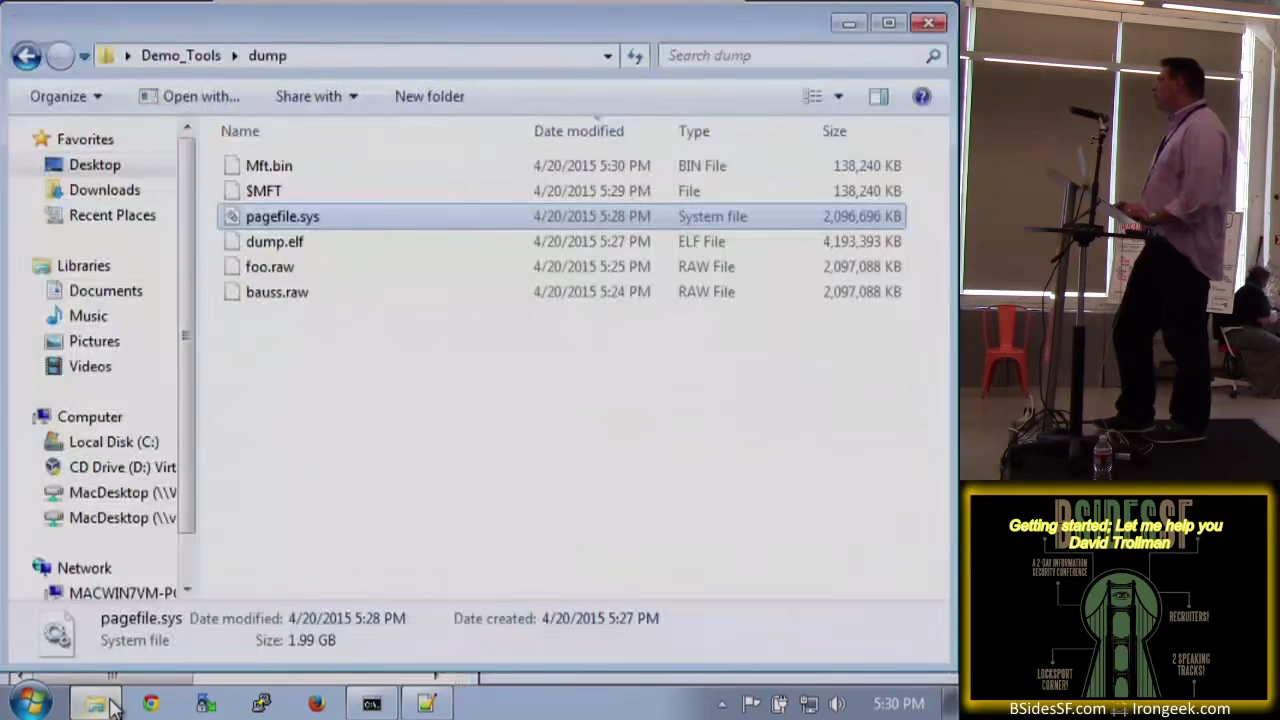 Demo_Tools dump
Search dump
Organize Open with... Share with New folder
Favorites
Desktop
Downloads
Recent Places
Libraries
Documents
Music
Pictures
Videos
Computer
Local Disk (C:)
CD Drive (D:) Virt
MacDesktop (\\V
MacDesktop (\\v
Network
MACWIN7VM-PC
Name Date modified Type Size
Mft.bin 4/20/2015 5:30 PM BIN File 138,240 KB
$MFT 4/20/2015 5:29 PM File 138,240 KB
pagefile.sys 4/20/2015 5:28 PM System file 2,096,696 KB
dump.elf 4/20/2015 5:27 PM ELF File 4,193,393 KB
foo.raw 4/20/2015 5:25 PM RAW File 2,097,088 KB
bauss.raw 4/20/2015 5:24 PM RAW File 2,097,088 KB
pagefile.sys Date modified: 4/20/2015 5:28 PM Date created: 4/20/2015 5:27 PM
System file Size: 1.99 GB
5:30 PM
BSIDESSF
Getting started; Let me help you
David Trollman
A 2-DAY INFORMATION
SECURITY CONFERENCE
RECRUITERS!
LOCKSPORT
CORNER!
2 SPEAKING
TRACKS!
BSidesSF.com Irongeek.com